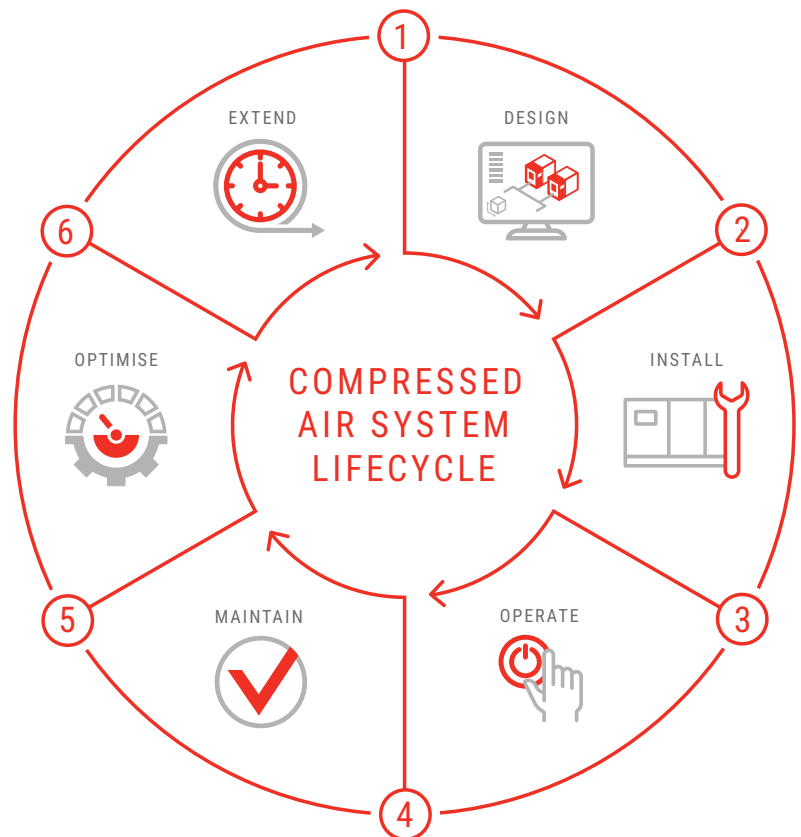 1
EXTEND
DESIGN
6
2
OPTIMISE
INSTALL
COMPRESSED
AIR SYSTEM
LIFECYCLE
5
3
MAINTAIN
OPERATE
4